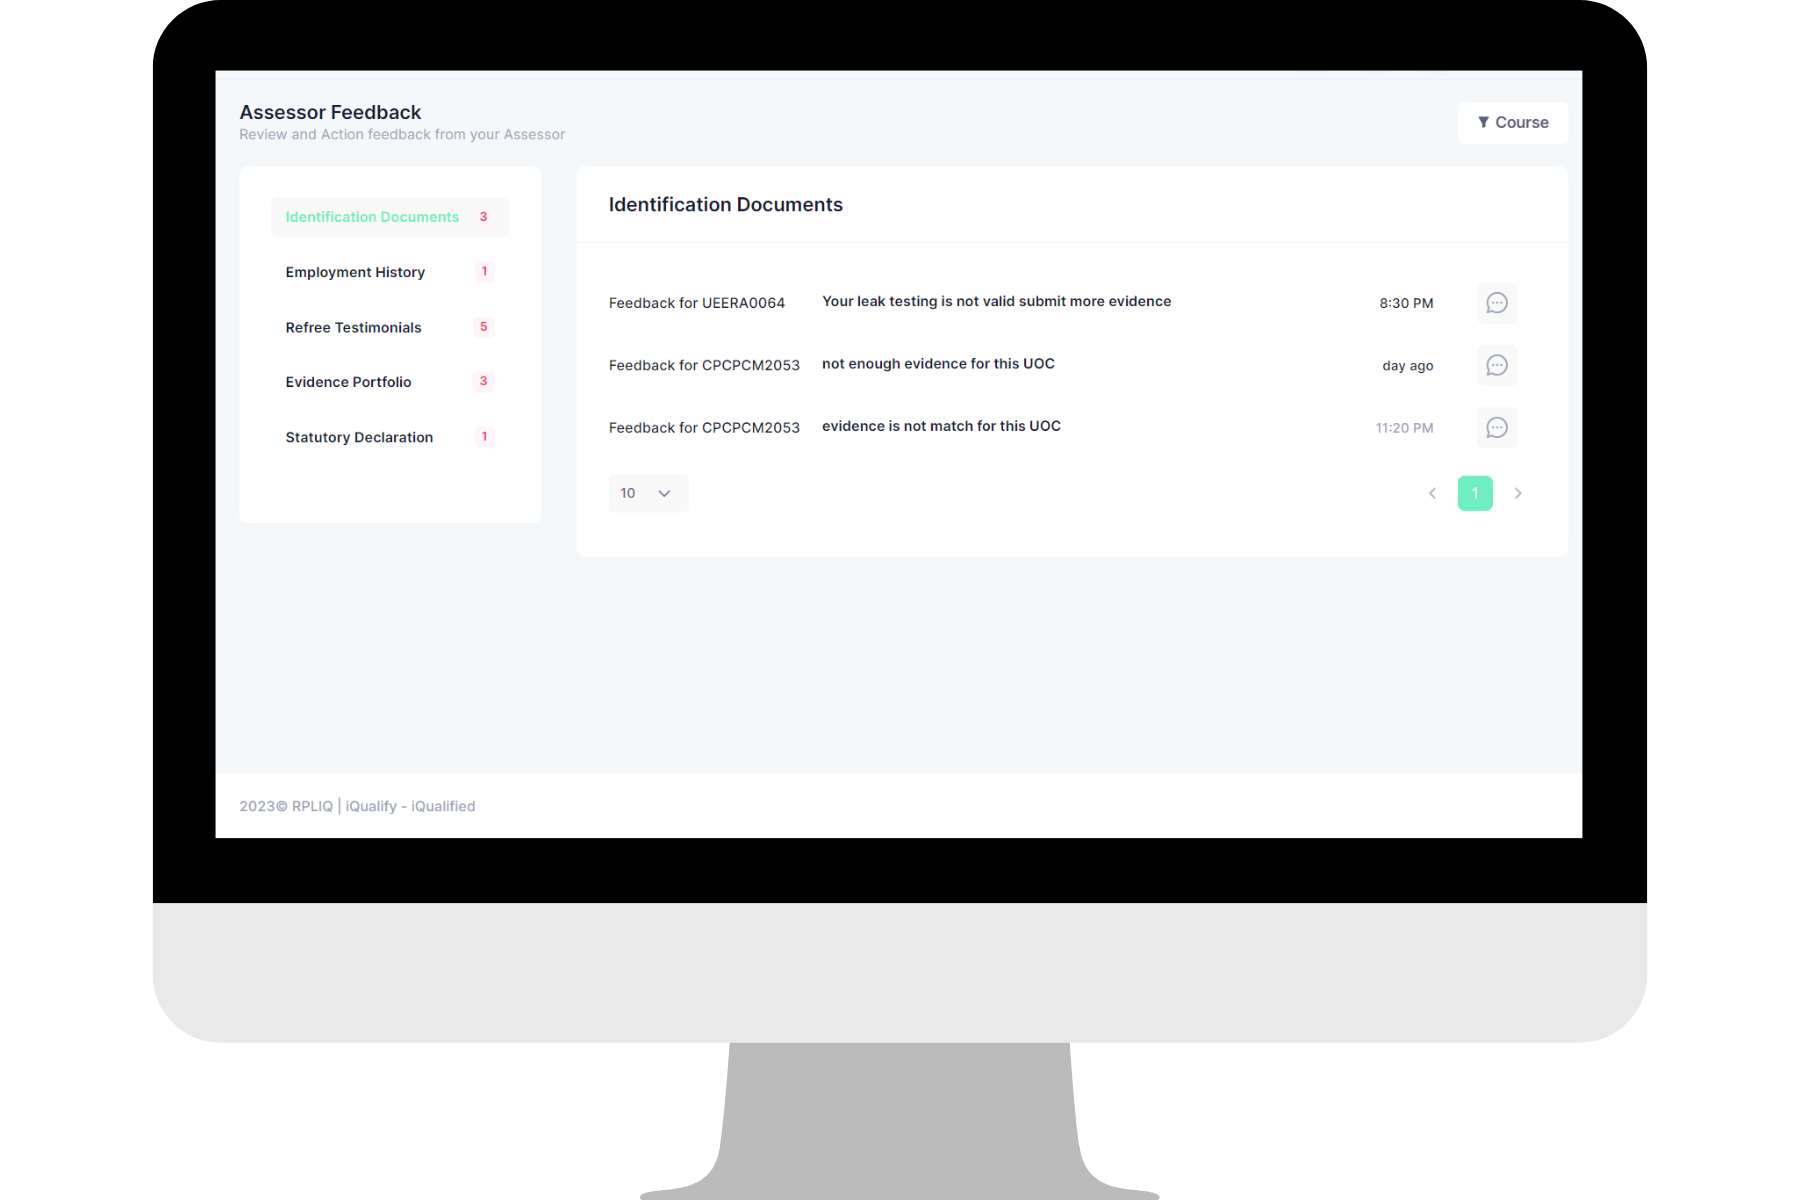 Assessor Feedback
Review and Action feedback from your Assessor
Course
Identification Documents 3
Employment History 1
Refree Testimonials 5
Evidence Portfolio 3
Statutory Declaration 1
Identification Documents
Feedback for UEERA0064 Your leak testing is not valid submit more evidence 8:30 PM
Feedback for CPCPCM2053 not enough evidence for this UOC day ago
Feedback for CPCPCM2053 evidence is not match for this UOC 11:20 PM
10
1
2023© RPLIQ | iQualify - iQualified